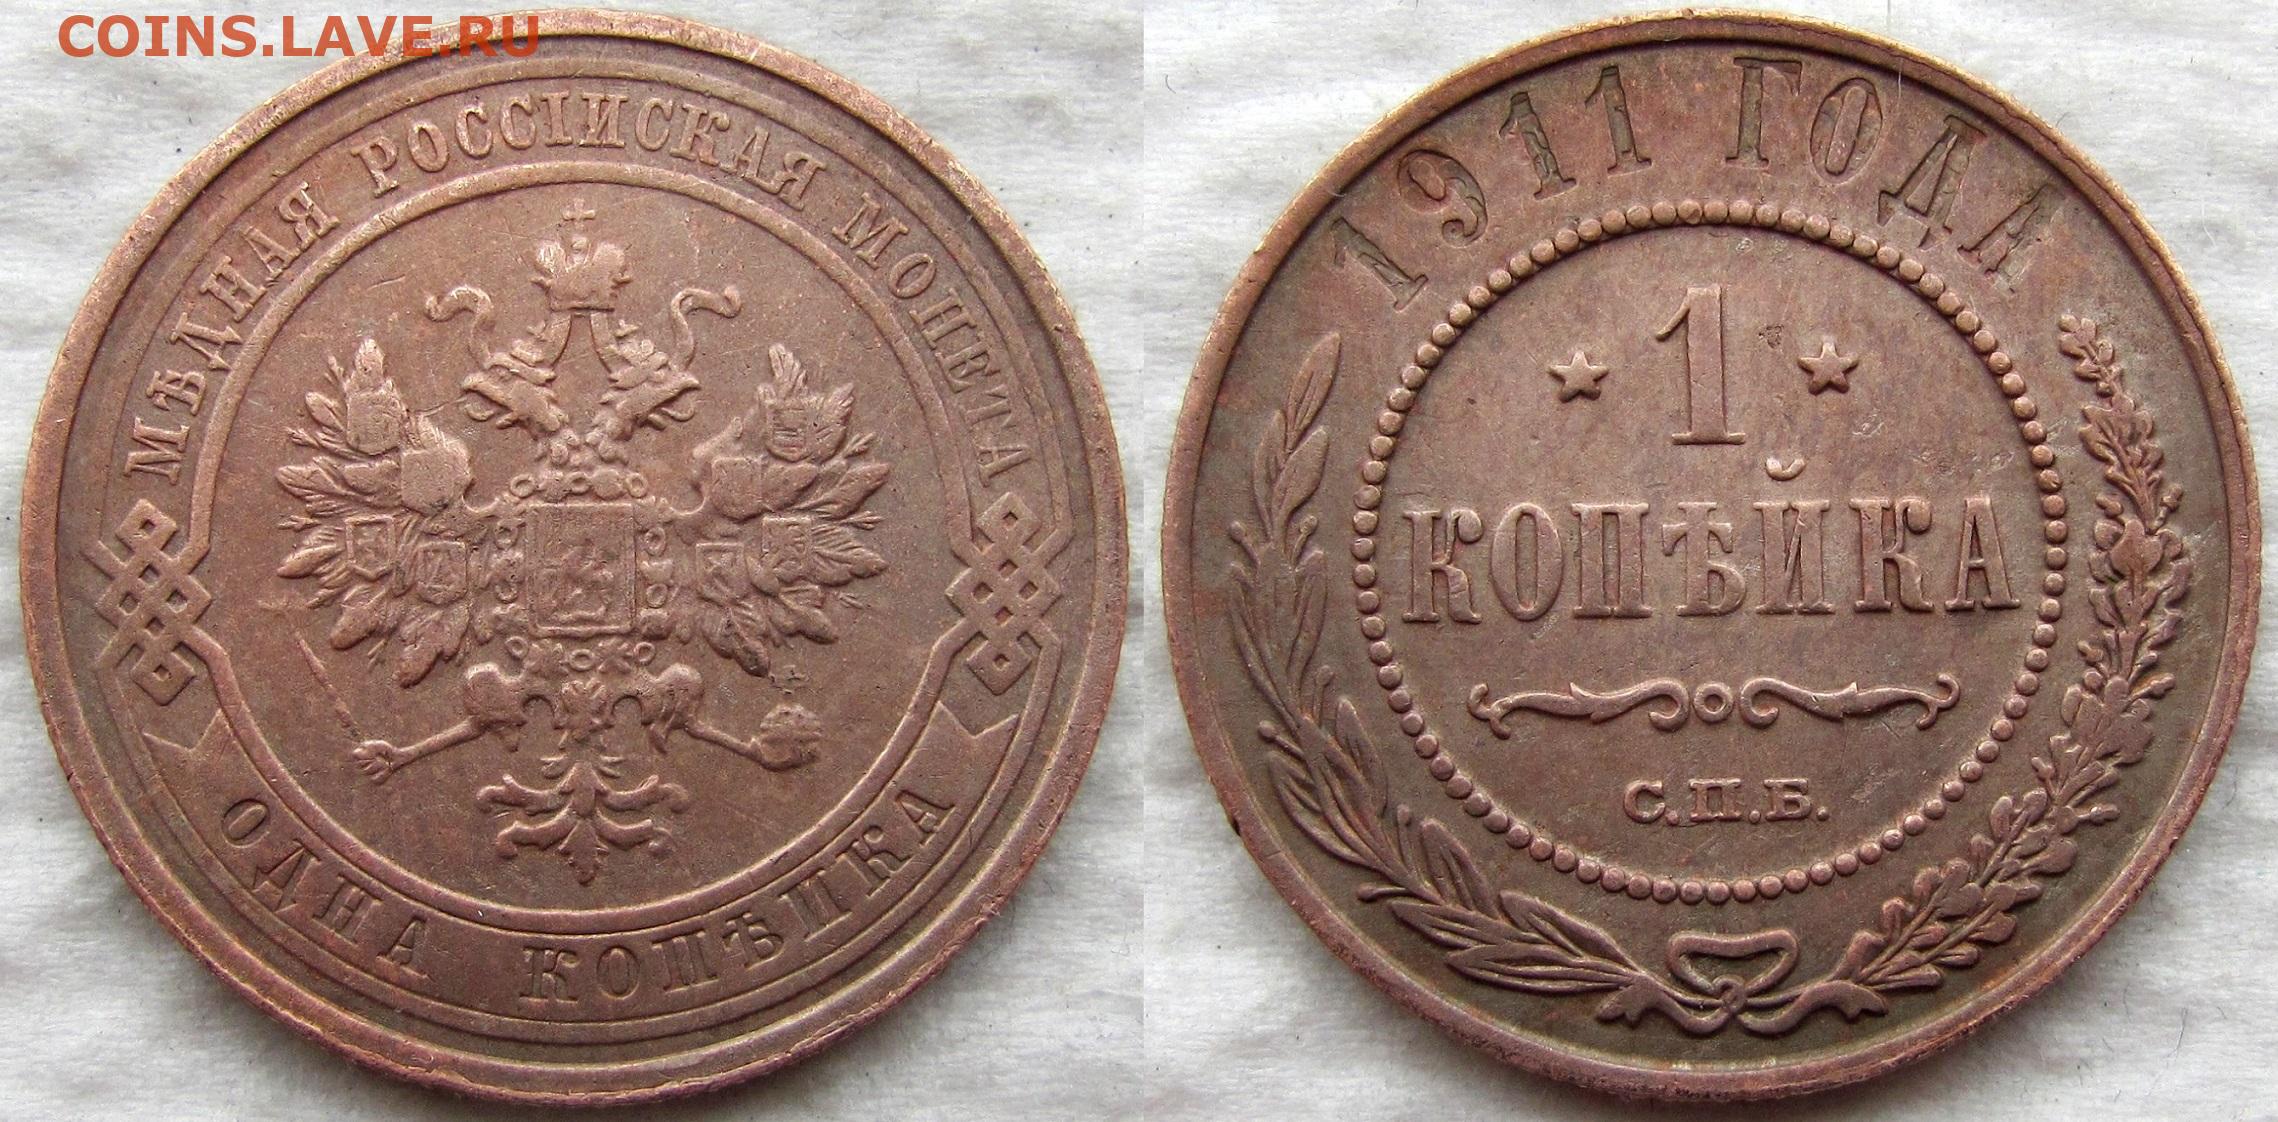 COINS.LAVE.RU
МѢДНАЯ РОССІЙСКАЯ МОНЕТА
ОДНА КОПѢЙКА
1911 ГОДА
1
КОПѢЙКА
С.П.Б.